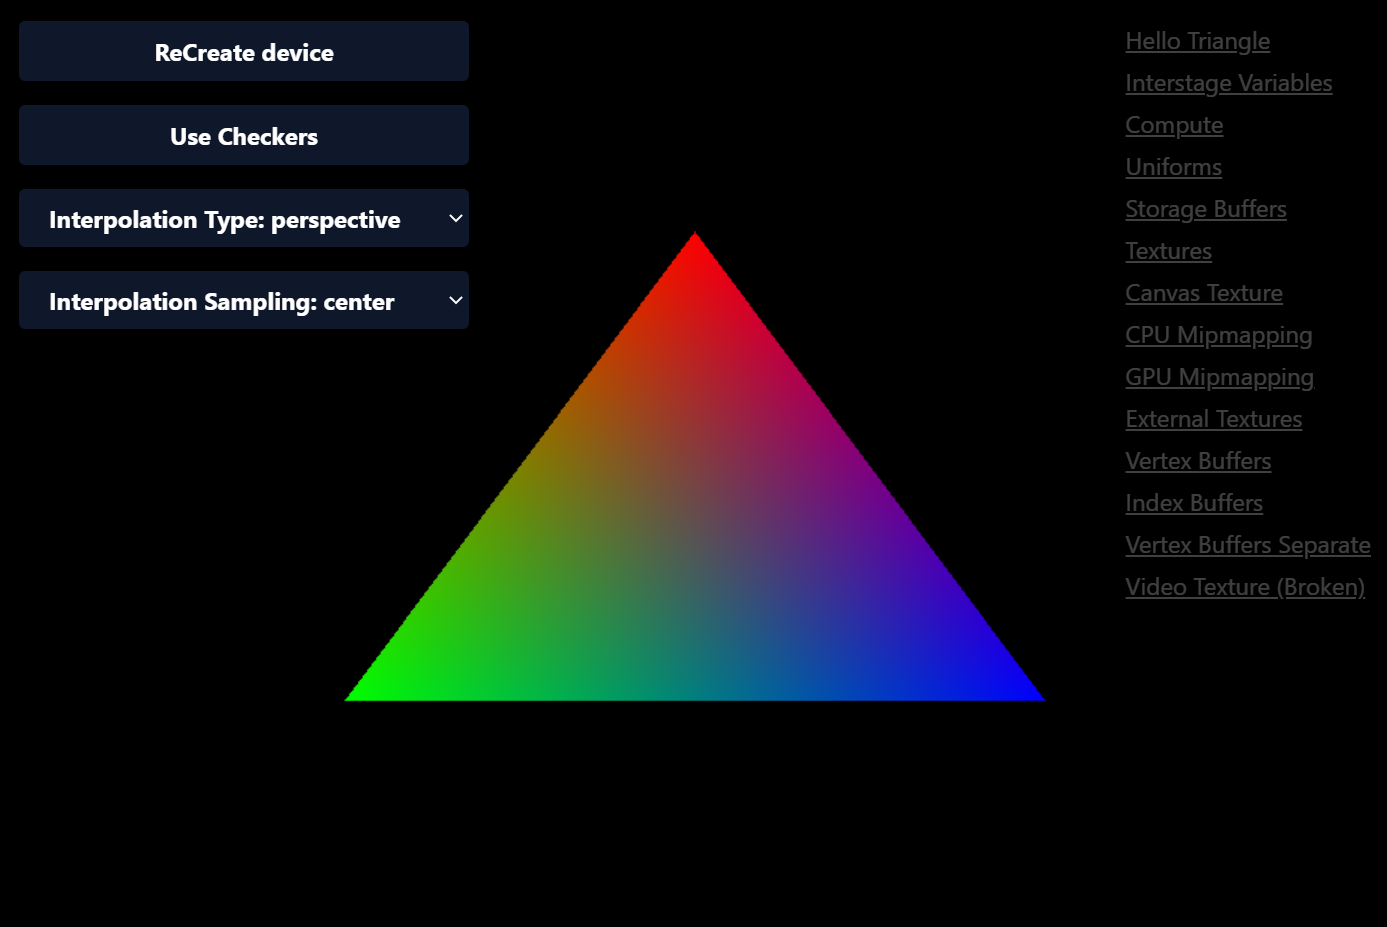 ReCreate device
Use Checkers
Interpolation Type: perspective
Interpolation Sampling: center
Hello Triangle
Interstage Variables
Compute
Uniforms
Storage Buffers
Textures
Canvas Texture
CPU Mipmapping
GPU Mipmapping
External Textures
Vertex Buffers
Index Buffers
Vertex Buffers Separate
Video Texture (Broken)